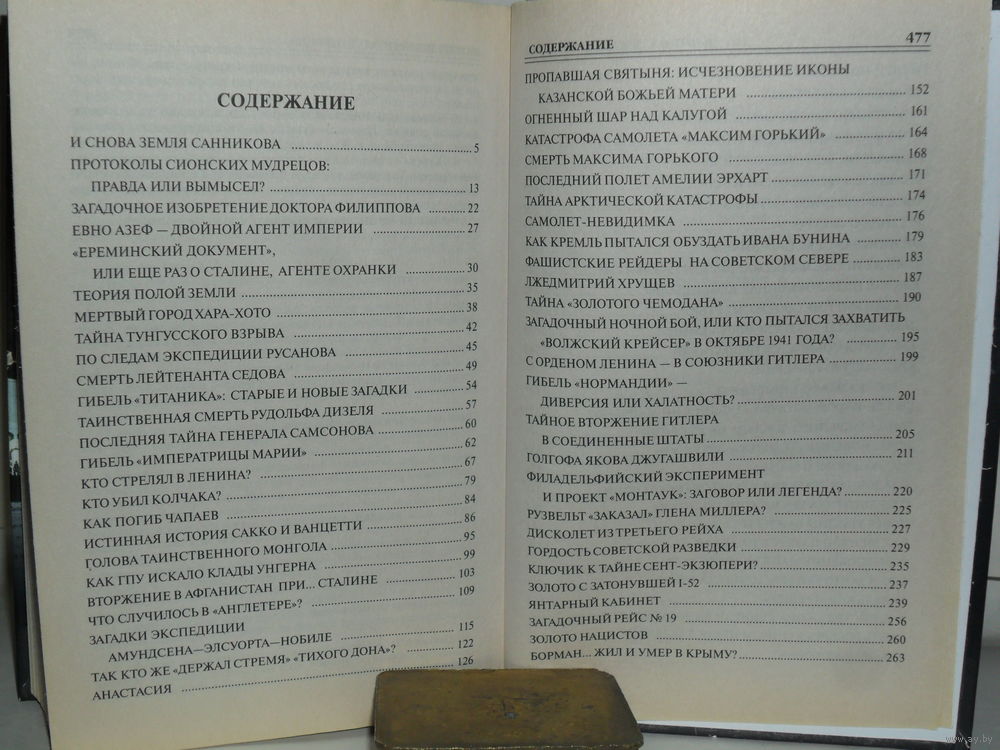 СОДЕРЖАНИЕ
И СНОВА ЗЕМЛЯ САННИКОВА 5
ПРОТОКОЛЫ СИОНСКИХ МУДРЕЦОВ:
ПРАВДА ИЛИ ВЫМЫСЕЛ? 13
ЗАГАДОЧНОЕ ИЗОБРЕТЕНИЕ ДОКТОРА ФИЛИППОВА 22
ЕВНО АЗЕФ — ДВОЙНОЙ АГЕНТ ИМПЕРИИ 27
«ЕРЕМИНСКИЙ ДОКУМЕНТ»,
ИЛИ ЕЩЕ РАЗ О СТАЛИНЕ, АГЕНТЕ ОХРАНКИ 30
ТЕОРИЯ ПОЛОЙ ЗЕМЛИ 35
МЕРТВЫЙ ГОРОД ХАРА-ХОТО 38
ТАЙНА ТУНГУССКОГО ВЗРЫВА 42
ПО СЛЕДАМ ЭКСПЕДИЦИИ РУСАНОВА 45
СМЕРТЬ ЛЕЙТЕНАНТА СЕДОВА 49
ГИБЕЛЬ «ТИТАНИКА»: СТАРЫЕ И НОВЫЕ ЗАГАДКИ 54
ТАИНСТВЕННАЯ СМЕРТЬ РУДОЛЬФА ДИЗЕЛЯ 57
ПОСЛЕДНЯЯ ТАЙНА ГЕНЕРАЛА САМСОНОВА 60
ГИБЕЛЬ «ИМПЕРАТРИЦЫ МАРИИ» 62
КТО СТРЕЛЯЛ В ЛЕНИНА? 67
КТО УБИЛ КОЛЧАКА? 79
КАК ПОГИБ ЧАПАЕВ 84
ИСТИННАЯ ИСТОРИЯ САККО И ВАНЦЕТТИ 86
ГОЛОВА ТАИНСТВЕННОГО МОНГОЛА 95
КАК ГПУ ИСКАЛО КЛАДЫ УНГЕРНА 99
ВТОРЖЕНИЕ В АФГАНИСТАН ПРИ... СТАЛИНЕ 103
ЧТО СЛУЧИЛОСЬ В «АНГЛЕТЕРЕ»? 109
ЗАГАДКИ ЭКСПЕДИЦИИ
АМУНДСЕНА—ЭЛСУОРТА—НОБИЛЕ 115
ТАК КТО ЖЕ «ДЕРЖАЛ СТРЕМЯ» «ТИХОГО ДОНА»? 122
АНАСТАСИЯ 126
СОДЕРЖАНИЕ 477
ПРОПАВШАЯ СВЯТЫНЯ: ИСЧЕЗНОВЕНИЕ ИКОНЫ
КАЗАНСКОЙ БОЖЬЕЙ МАТЕРИ 152
ОГНЕННЫЙ ШАР НАД КАЛУГОЙ 161
КАТАСТРОФА САМОЛЕТА «МАКСИМ ГОРЬКИЙ» 164
СМЕРТЬ МАКСИМА ГОРЬКОГО 168
ПОСЛЕДНИЙ ПОЛЕТ АМЕЛИИ ЭРХАРТ 171
ТАЙНА АРКТИЧЕСКОЙ КАТАСТРОФЫ 174
САМОЛЕТ-НЕВИДИМКА 176
КАК КРЕМЛЬ ПЫТАЛСЯ ОБУЗДАТЬ ИВАНА БУНИНА 179
ФАШИСТСКИЕ РЕЙДЕРЫ НА СОВЕТСКОМ СЕВЕРЕ 183
ЛЖЕДМИТРИЙ ХРУЩЕВ 187
ТАЙНА «ЗОЛОТОГО ЧЕМОДАНА» 190
ЗАГАДОЧНЫЙ НОЧНОЙ БОЙ, ИЛИ КТО ПЫТАЛСЯ ЗАХВАТИТЬ
«ВОЛЖСКИЙ КРЕЙСЕР» В ОКТЯБРЕ 1941 ГОДА? 195
С ОРДЕНОМ ЛЕНИНА — В СОЮЗНИКИ ГИТЛЕРА 199
ГИБЕЛЬ «НОРМАНДИИ» —
ДИВЕРСИЯ ИЛИ ХАЛАТНОСТЬ? 201
ТАЙНОЕ ВТОРЖЕНИЕ ГИТЛЕРА
В СОЕДИНЕННЫЕ ШТАТЫ 205
ГОЛГОФА ЯКОВА ДЖУГАШВИЛИ 211
ФИЛАДЕЛЬФИЙСКИЙ ЭКСПЕРИМЕНТ
И ПРОЕКТ «МОНТАУК»: ЗАГОВОР ИЛИ ЛЕГЕНДА? 220
РУЗВЕЛЬТ «ЗАКАЗАЛ» ГЛЕНА МИЛЛЕРА? 225
ДИСКОЛЕТ ИЗ ТРЕТЬЕГО РЕЙХА 227
ГОРДОСТЬ СОВЕТСКОЙ РАЗВЕДКИ 229
КЛЮЧИК К ТАЙНЕ СЕНТ-ЭКЗЮПЕРИ? 235
ЗОЛОТО С ЗАТОНУВШЕЙ I-52 237
ЯНТАРНЫЙ КАБИНЕТ 239
ЗАГАДОЧНЫЙ РЕЙС № 19 256
ЗОЛОТО НАЦИСТОВ 260
БОРМАН... ЖИЛ И УМЕР В КРЫМУ? 263
www.ay.by